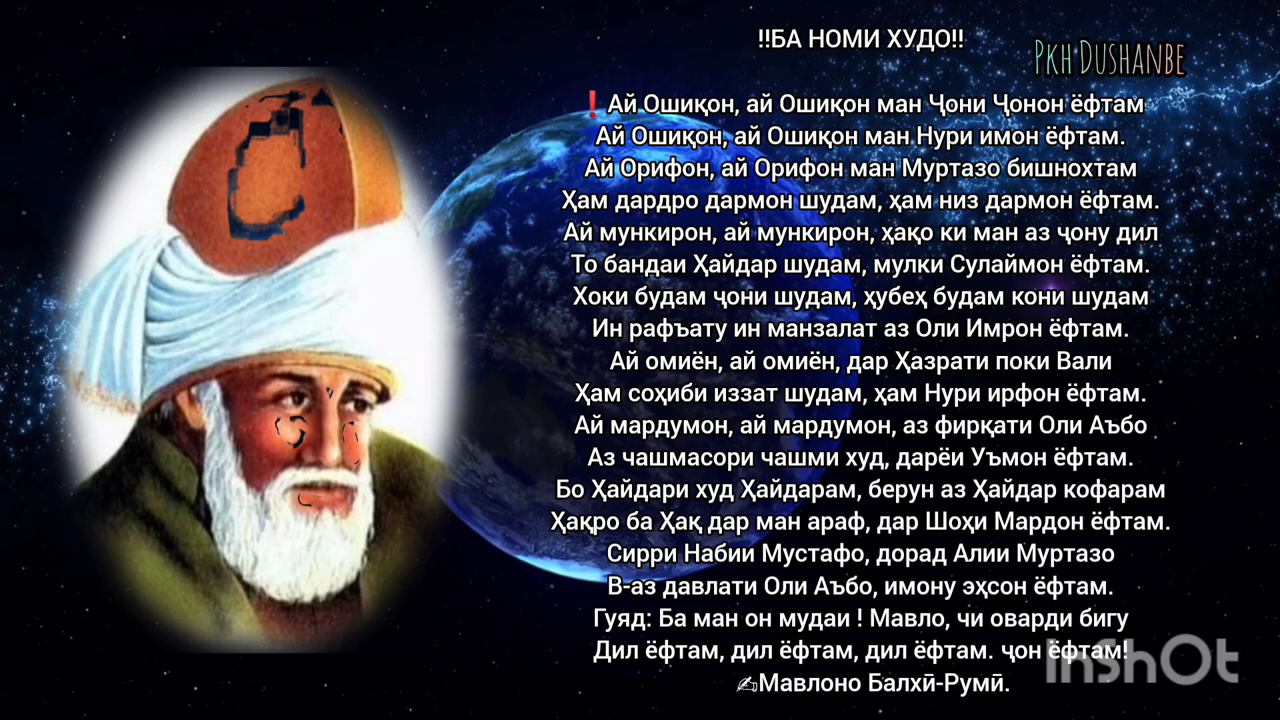 !!БА НОМИ ХУДО!!
PKH DUSHANBE
❗Ай Ошиқон, ай Ошиқон ман Ҷони Ҷонон ёфтам
Ай Ошиқон, ай Ошиқон ман Нури имон ёфтам.
Ай Орифон, ай Орифон ман Муртазо бишнохтам
Ҳам дардро дармон шудам, ҳам низ дармон ёфтам.
Ай мункирон, ай мункирон, ҳақо ки ман аз ҷону дил
То бандаи Ҳайдар шудам, мулки Сулаймон ёфтам.
Хоки будам ҷони шудам, ҳубеҳ будам кони шудам
Ин рафъату ин манзалат аз Оли Имрон ёфтам.
Ай омиён, ай омиён, дар Ҳазрати поки Вали
Ҳам соҳиби иззат шудам, ҳам Нури ирфон ёфтам.
Ай мардумон, ай мардумон, аз фирқати Оли Аъбо
Аз чашмасори чашми худ, дарёи Уъмон ёфтам.
Бо Ҳайдари худ Ҳайдарам, берун аз Ҳайдар кофарам
Ҳақро ба Ҳақ дар ман араф, дар Шоҳи Мардон ёфтам.
Сирри Набии Мустафо, дорад Алии Муртазо
В-аз давлати Оли Аъбо, имону эҳсон ёфтам.
Гуяд: Ба ман он мудаи ! Мавло, чи оварди бигу
Дил ёфтам, дил ёфтам, дил ёфтам. ҷон ёфтам!
✍Мавлоно Балхӣ-Румӣ.
InShOt